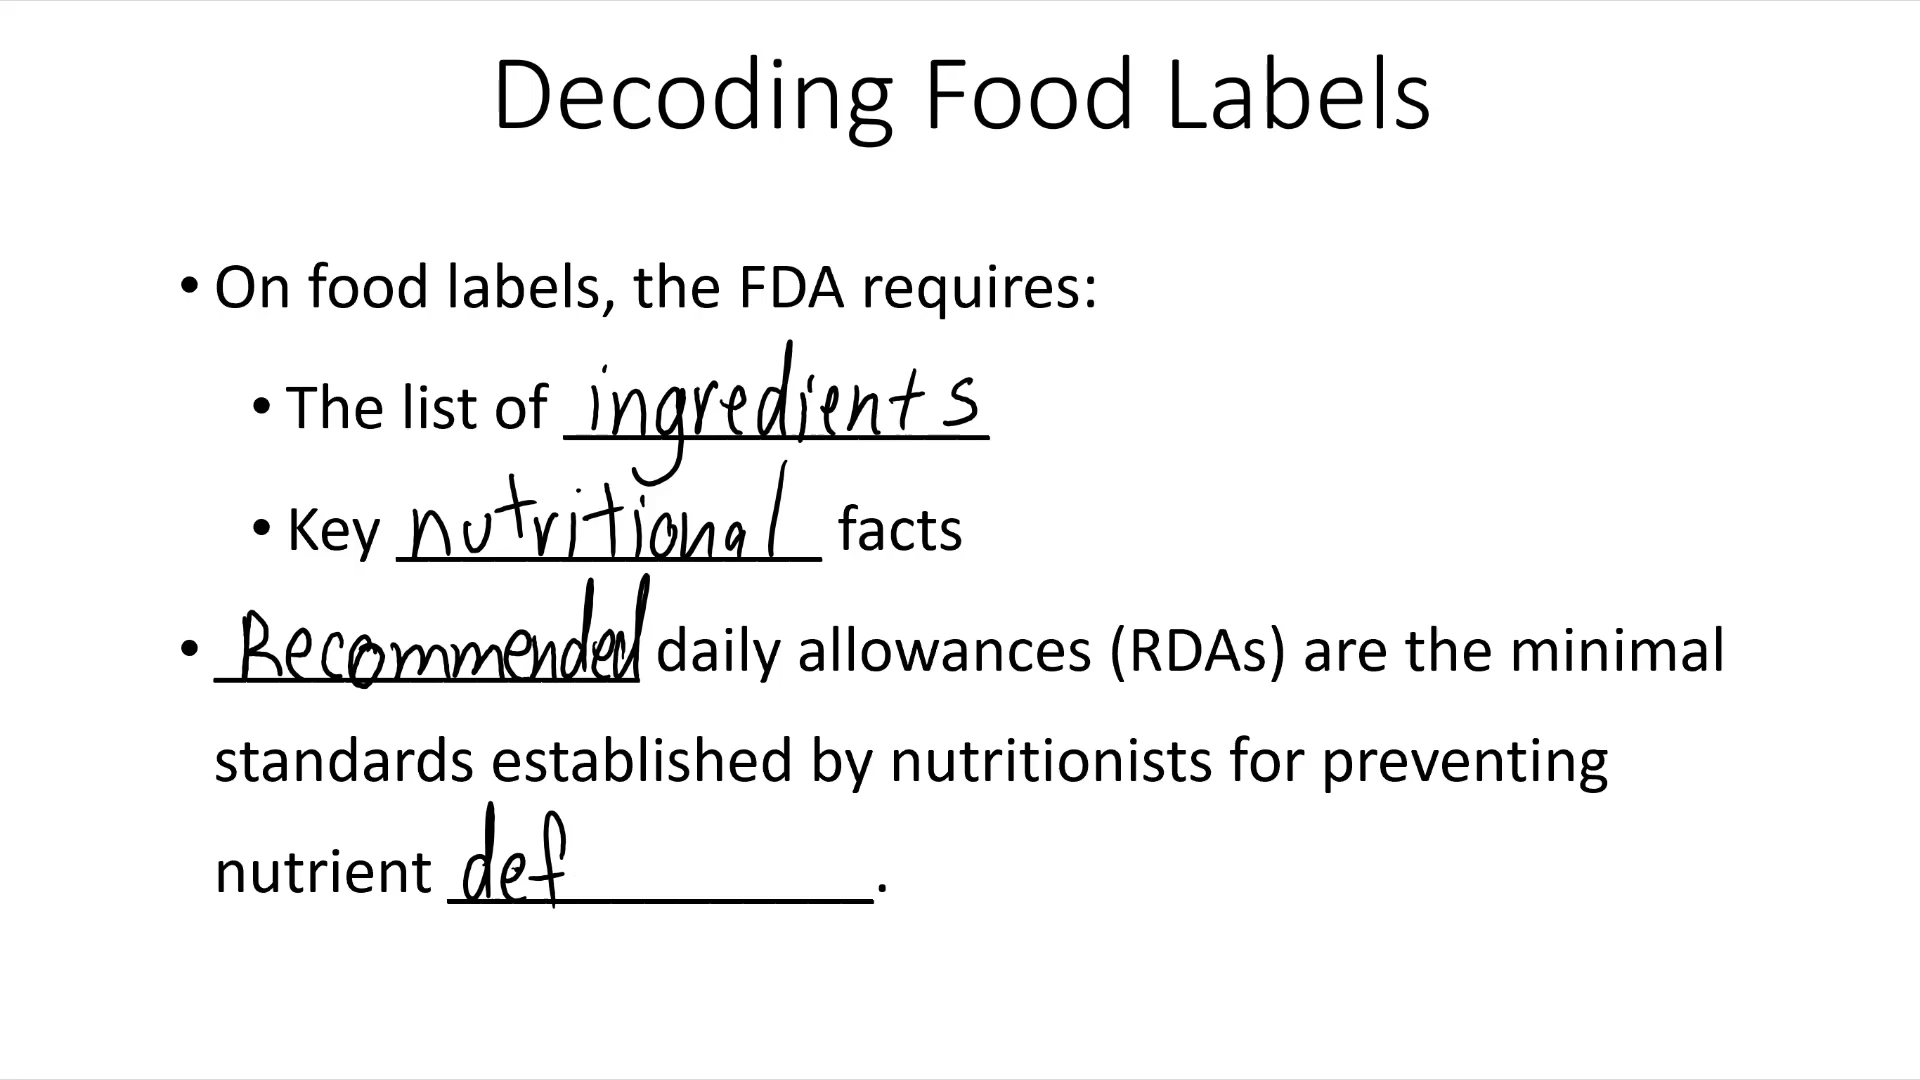 Decoding Food Labels
• On food labels, the FDA requires:
• The list of ingredients
• Key nutritional facts
• Recommended daily allowances (RDAs) are the minimal
standards established by nutritionists for preventing
nutrient def.